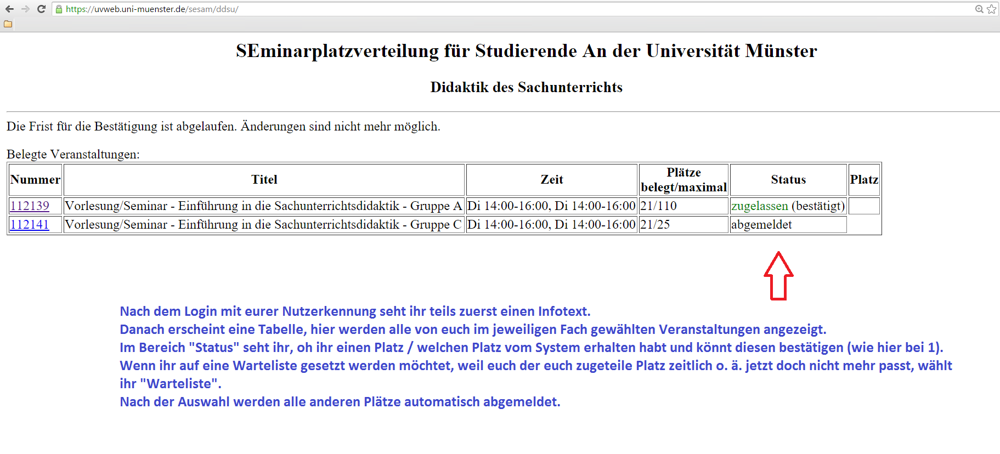 https://uvweb.uni-muenster.de/sesam/ddsu/
SEminarplatzverteilung für Studierende An der Universität Münster
Didaktik des Sachunterrichts
Die Frist für die Bestätigung ist abgelaufen. Änderungen sind nicht mehr möglich.
Belegte Veranstaltungen:
Nummer Titel Zeit Plätze belegt/maximal Status Platz
112139 Vorlesung/Seminar - Einführung in die Sachunterrichtsdidaktik - Gruppe A Di 14:00-16:00, Di 14:00-16:00 21/110 zugelassen (bestätigt)
112141 Vorlesung/Seminar - Einführung in die Sachunterrichtsdidaktik - Gruppe C Di 14:00-16:00, Di 14:00-16:00 21/25 abgemeldet
Nach dem Login mit eurer Nutzerkennung seht ihr teils zuerst einen Infotext.
Danach erscheint eine Tabelle, hier werden alle von euch im jeweiligen Fach gewählten Veranstaltungen angezeigt.
Im Bereich "Status" seht ihr, oh ihr einen Platz / welchen Platz vom System erhalten habt und könnt diesen bestätigen (wie hier bei 1).
Wenn ihr auf eine Warteliste gesetzt werden möchtet, weil euch der euch zugeteile Platz zeitlich o. ä. jetzt doch nicht mehr passt, wählt
ihr "Warteliste".
Nach der Auswahl werden alle anderen Plätze automatisch abgemeldet.